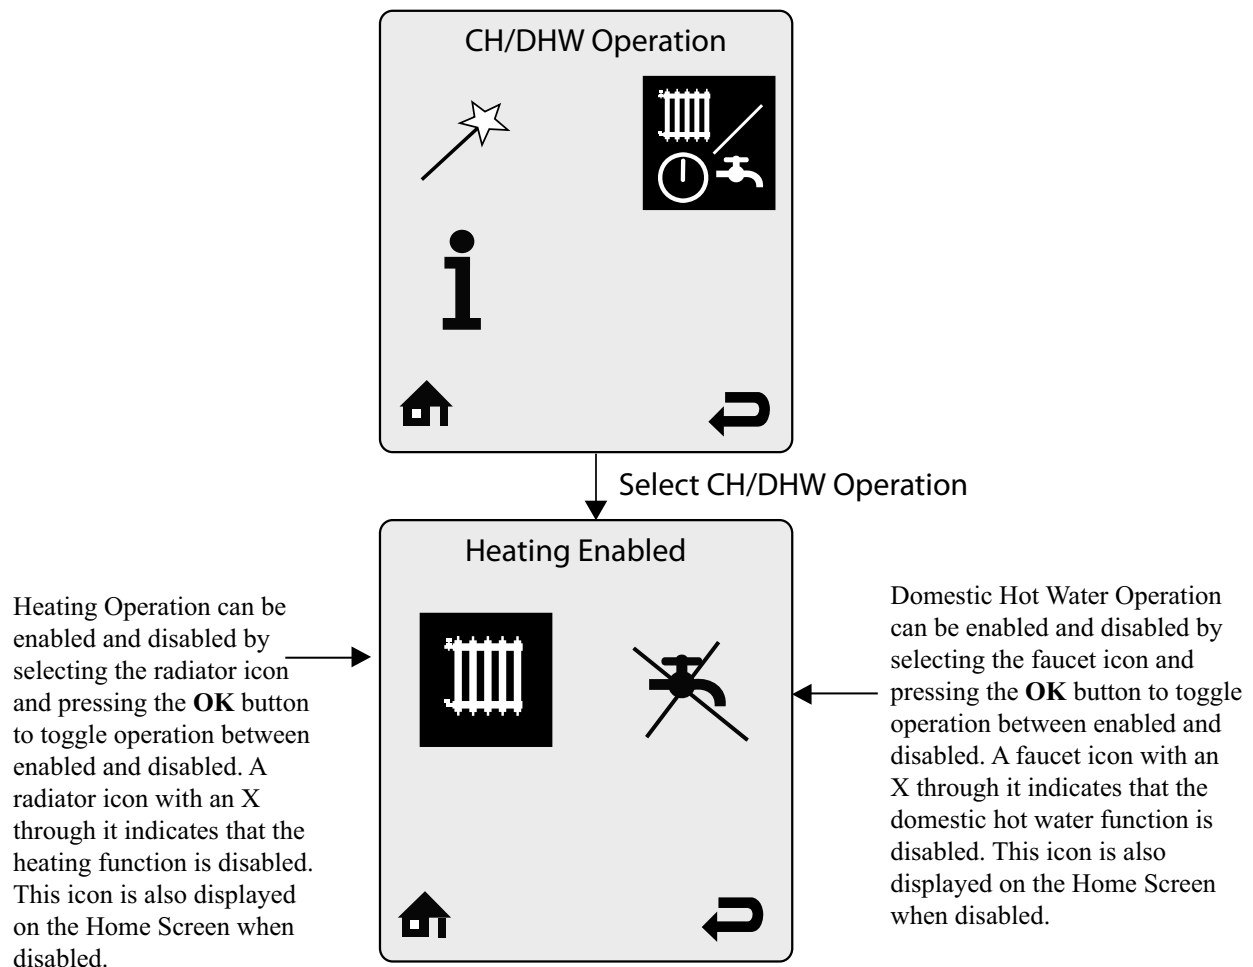 CH/DHW Operation
Select CH/DHW Operation
Heating Enabled
Heating Operation can be
enabled and disabled by
selecting the radiator icon
and pressing the OK button
to toggle operation between
enabled and disabled. A
radiator icon with an X
through it indicates that the
heating function is disabled.
This icon is also displayed
on the Home Screen when
disabled.
Domestic Hot Water Operation
can be enabled and disabled by
selecting the faucet icon and
pressing the OK button to toggle
operation between enabled and
disabled. A faucet icon with an
X through it indicates that the
domestic hot water function is
disabled. This icon is also
displayed on the Home Screen
when disabled.